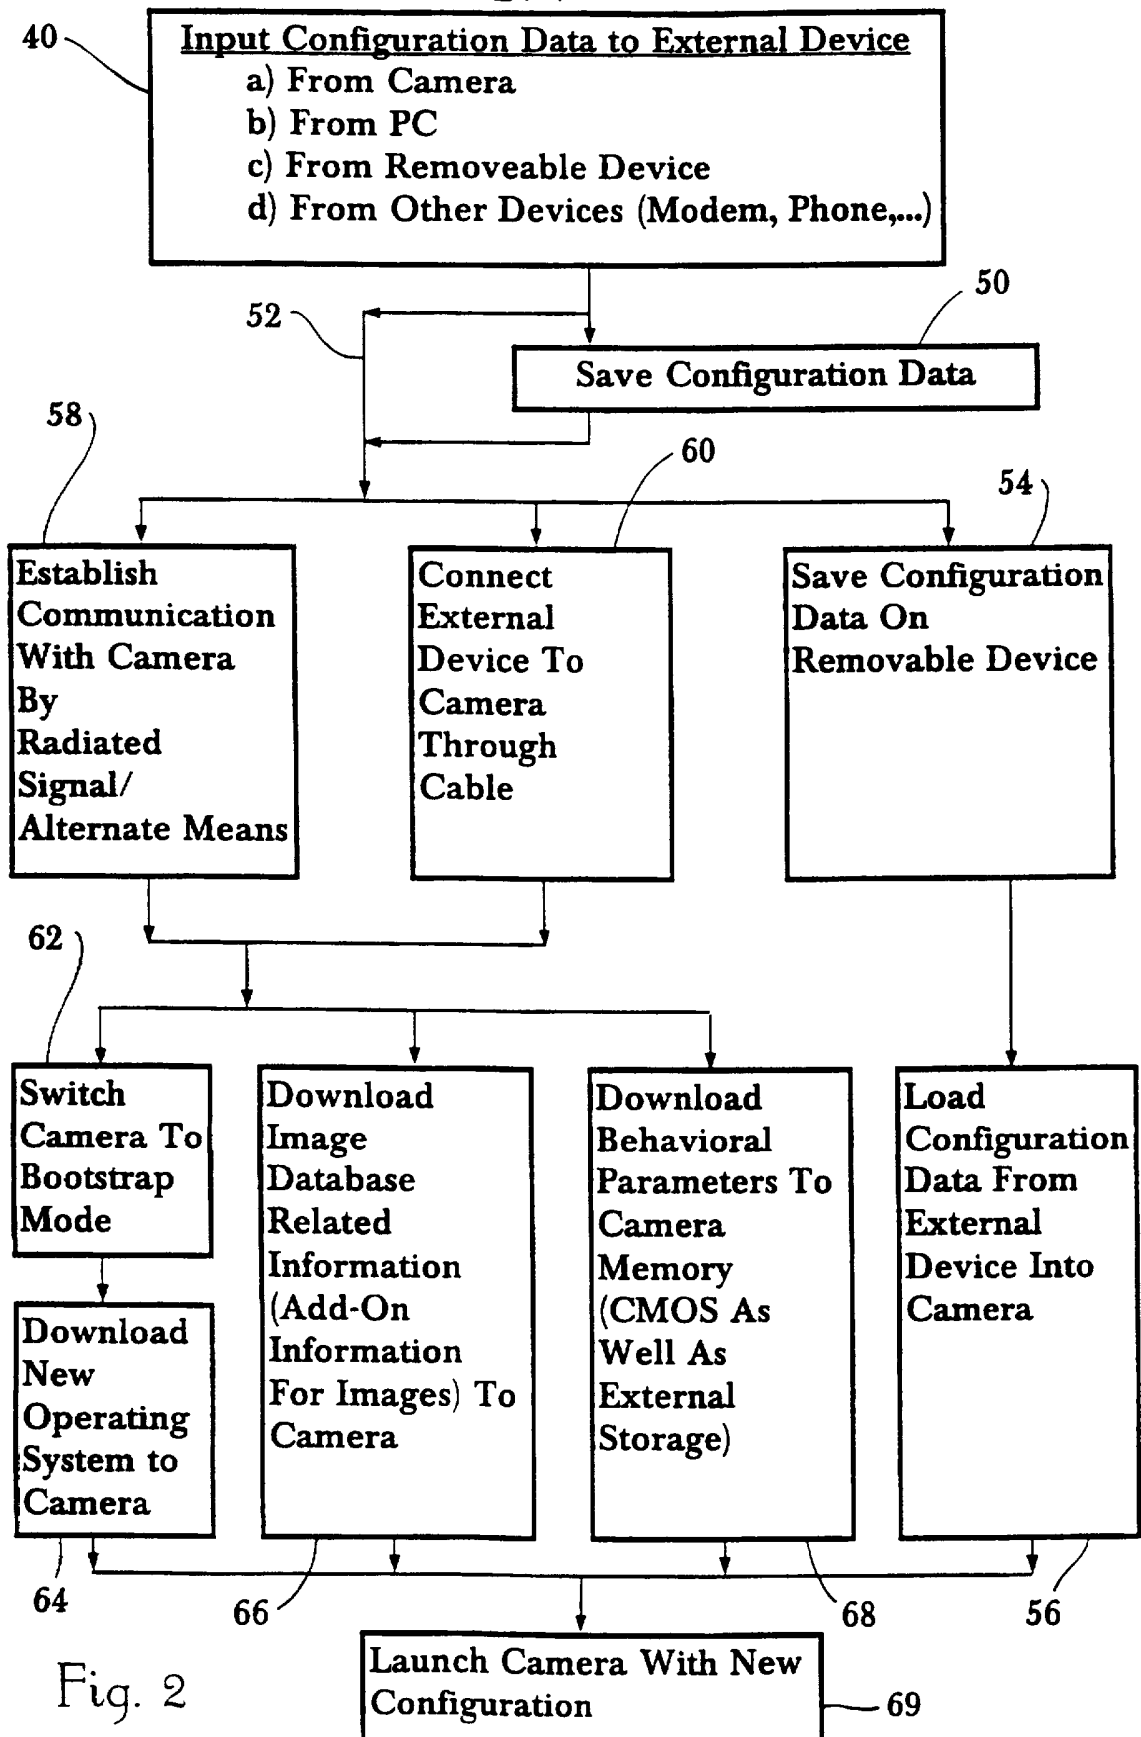 40
Input Configuration Data to External Device
a) From Camera
b) From PC
c) From Removeable Device
d) From Other Devices (Modem, Phone,...)
52
50
Save Configuration Data
58
60
54
Establish
Communication
With Camera
By
Radiated
Signal/
Alternate Means
Connect
External
Device To
Camera
Through
Cable
Save Configuration
Data On
Removable Device
62
Switch
Camera To
Bootstrap
Mode
Download
New
Operating
System to
Camera
Download
Image
Database
Related
Information
(Add-On
Information
For Images) To
Camera
Download
Behavioral
Parameters To
Camera
Memory
(CMOS As
Well As
External
Storage)
Load
Configuration
Data From
External
Device Into
Camera
64
66
68
56
Launch Camera With New
Configuration
69
Fig. 2